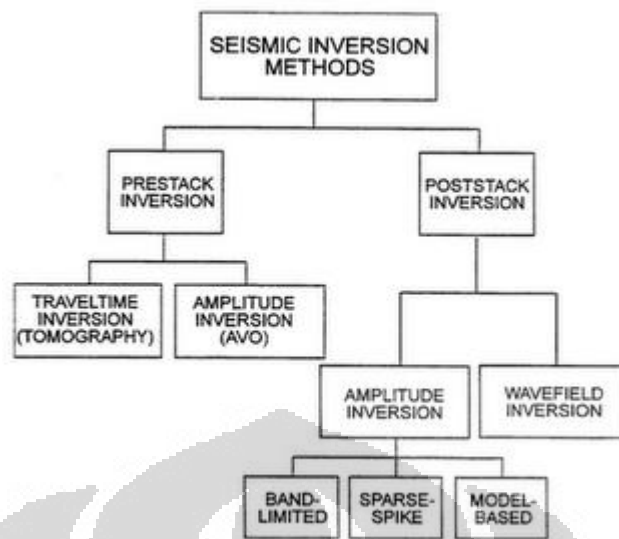 SEISMIC INVERSION
METHODS
PRESTACK
INVERSION
POSTSTACK
INVERSION
TRAVELTIME
INVERSION
(TOMOGRAPHY)
AMPLITUDE
INVERSION
(AVO)
AMPLITUDE
INVERSION
WAVEFIELD
INVERSION
BAND-
LIMITED
SPARSE-
SPIKE
MODEL-
BASED